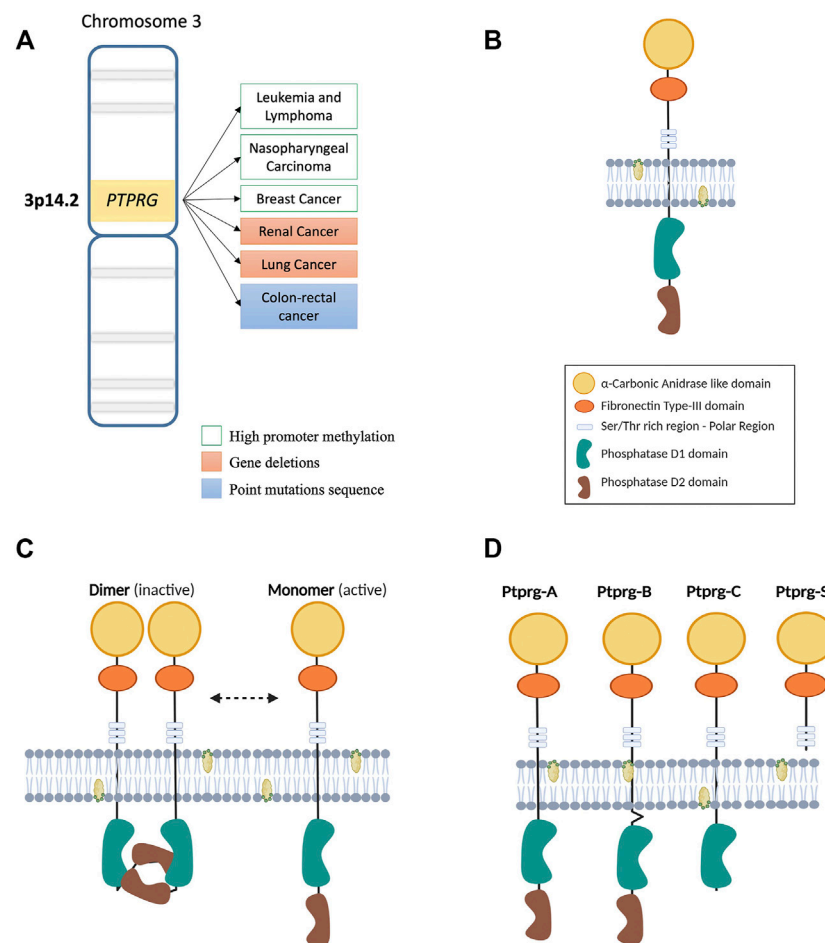 A
Chromosome 3
3p14.2
PTPRG
Leukemia and
Lymphoma
Nasopharyngeal
Carcinoma
Breast Cancer
Renal Cancer
Lung Cancer
Colon-rectal
cancer
High promoter methylation
Gene deletions
Point mutations sequence
B
α-Carbonic Anidrase like domain
Fibronectin Type-III domain
Ser/Thr rich region - Polar Region
Phosphatase D1 domain
Phosphatase D2 domain
C
Dimer (inactive)
Monomer (active)
D
Ptprg-A
Ptprg-B
Ptprg-C
Ptprg-S